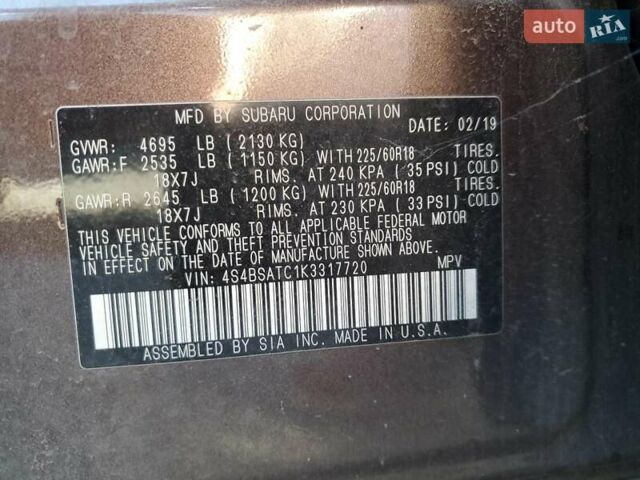 auto RIA.com
MFD BY SUBARU CORPORATION
DATE: 02/19
GVWR: 4695 LB (2130 KG)
GAWR:F 2535 LB (1150 KG) WITH 225/60R18 TIRES.
18X7J RIMS. AT 240 KPA (35 PSI) COLD
GAWR:R 2645 LB (1200 KG) WITH 225/60R18 TIRES.
18X7J RIMS. AT 230 KPA (33 PSI) COLD
THIS VEHICLE CONFORMS TO ALL APPLICABLE FEDERAL MOTOR
VEHICLE SAFETY AND THEFT PREVENTION STANDARDS
IN EFFECT ON THE DATE OF MANUFACTURE SHOWN ABOVE.
VIN: 4S4BSATC1K3317720 MPV
ASSEMBLED BY SIA INC. MADE IN U.S.A.